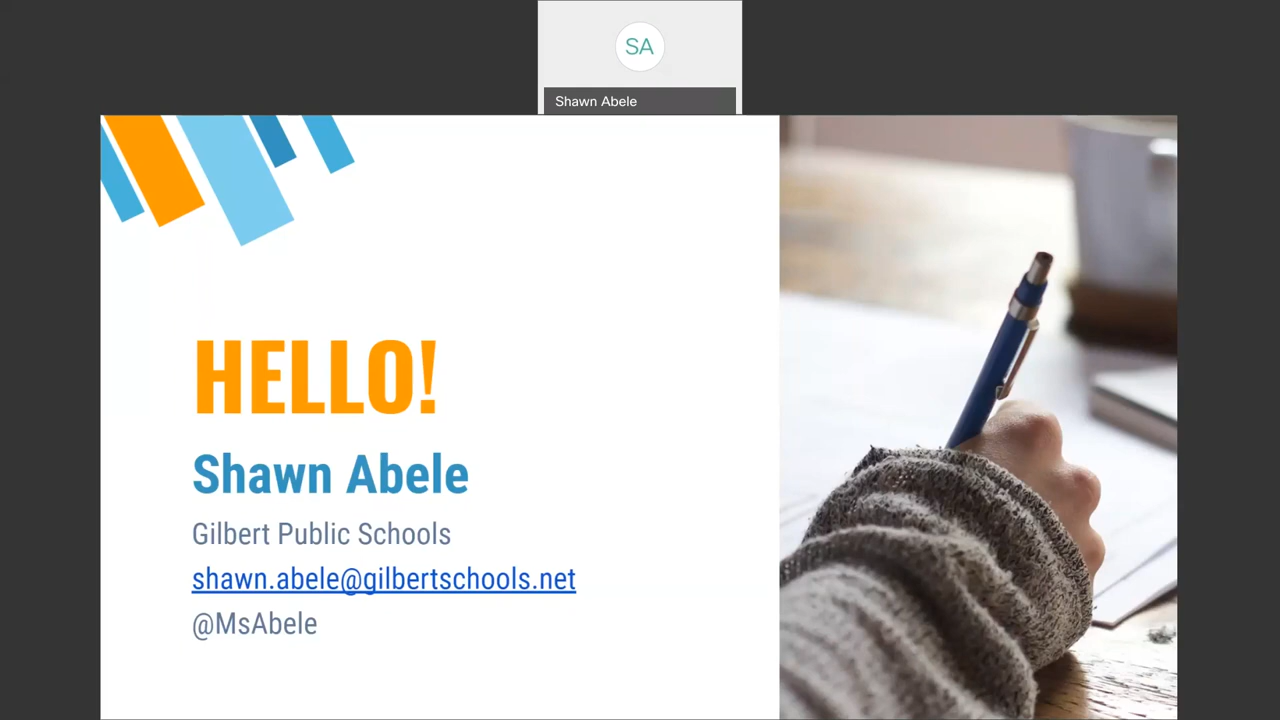 SA
Shawn Abele
HELLO!
Shawn Abele
Gilbert Public Schools
shawn.abele@gilbertschools.net
@MsAbele